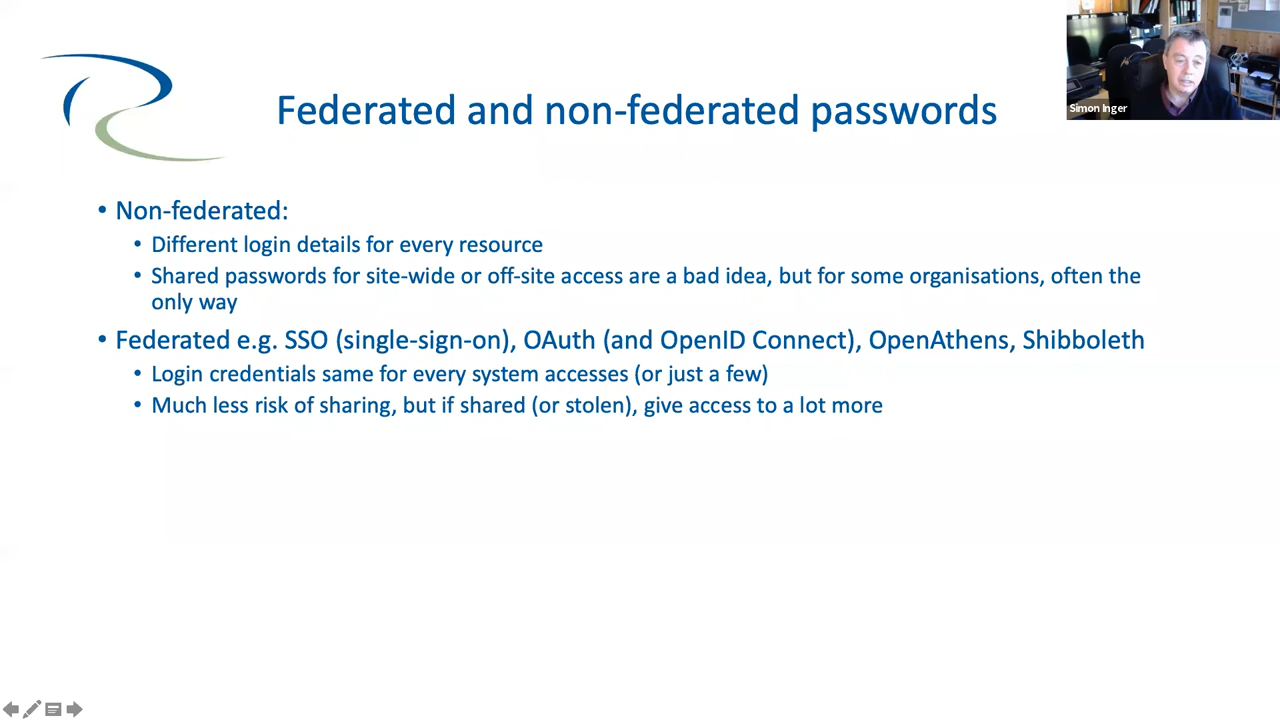 Simon Inger
Federated and non-federated passwords
• Non-federated:
• Different login details for every resource
• Shared passwords for site-wide or off-site access are a bad idea, but for some organisations, often the
only way
• Federated e.g. SSO (single-sign-on), OAuth (and OpenID Connect), OpenAthens, Shibboleth
• Login credentials same for every system accesses (or just a few)
• Much less risk of sharing, but if shared (or stolen), give access to a lot more